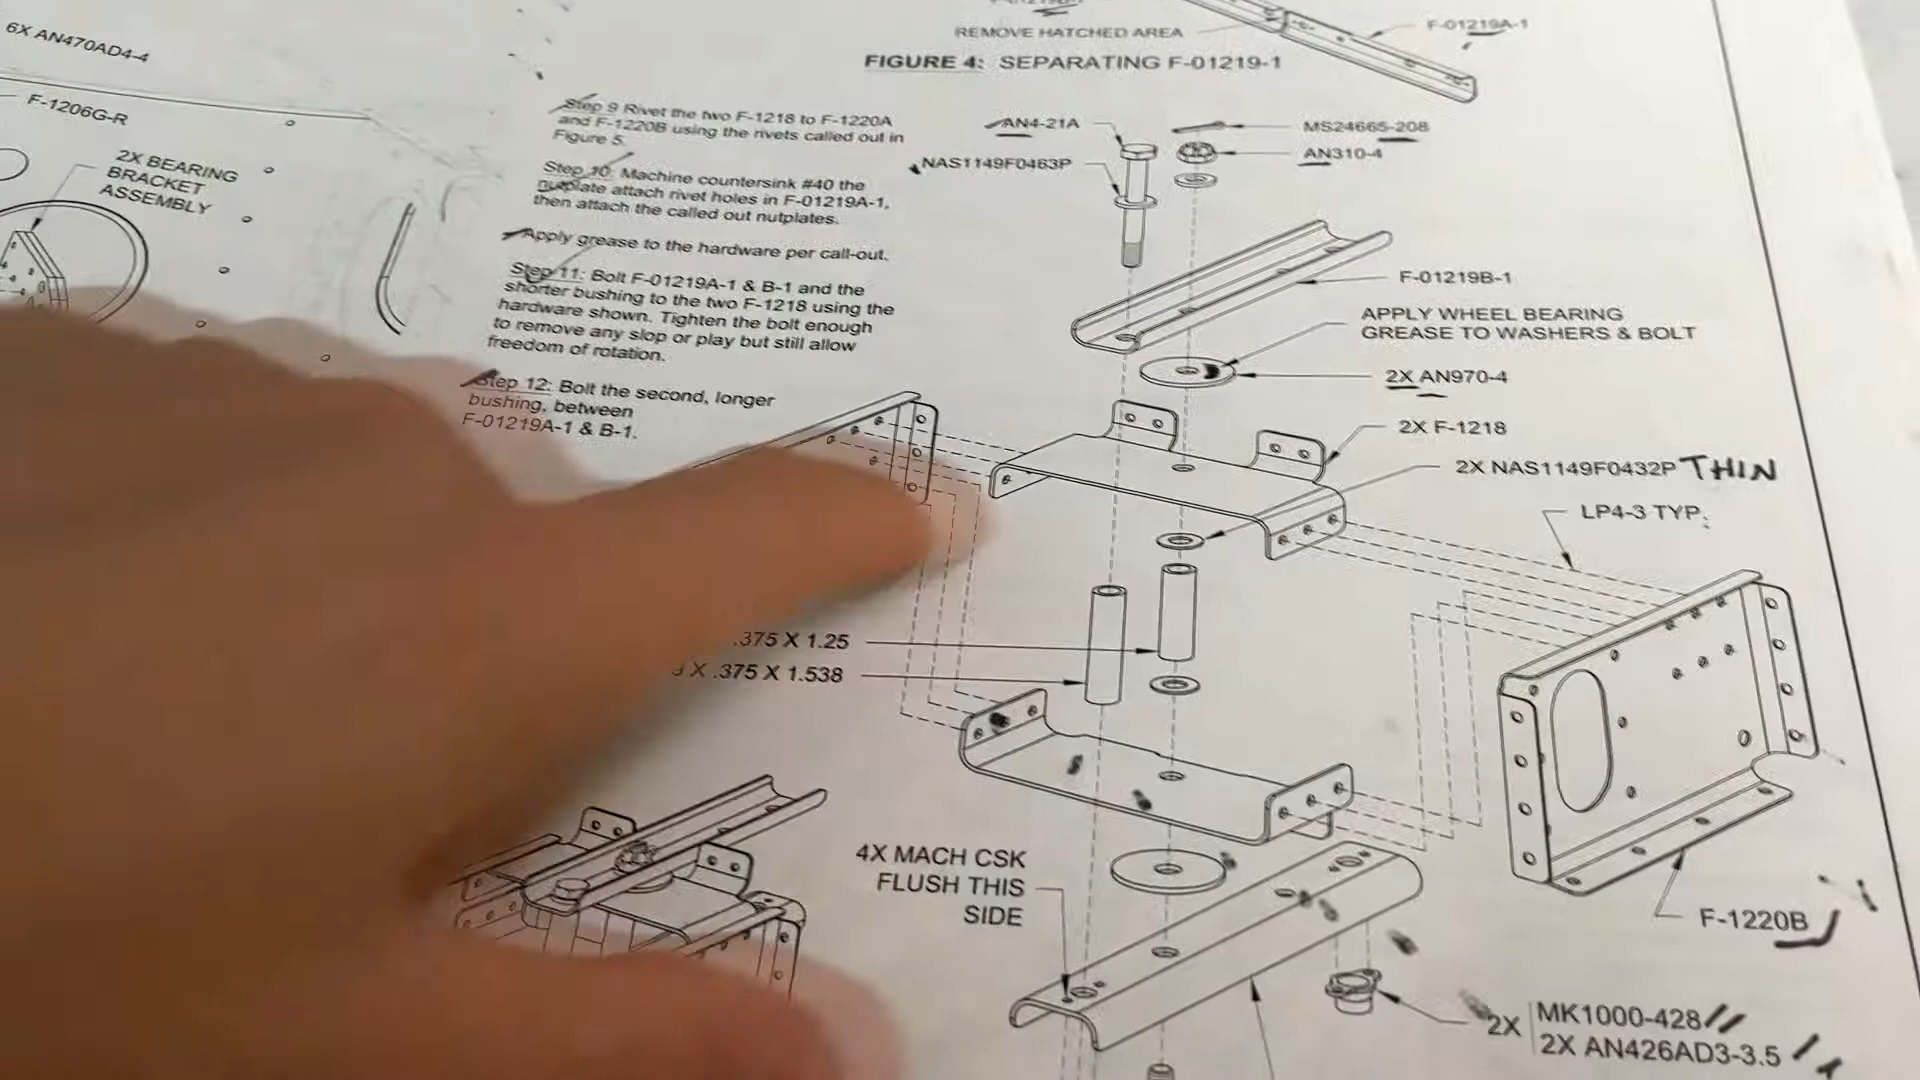 6X AN470AD4-4
F-1206G-R
2X BEARING
BRACKET
ASSEMBLY
REMOVE HATCHED AREA
F-01219A-1
FIGURE 4: SEPARATING F-01219-1
Step 9 Rivet the two F-1218 to F-1220A
and F-1220B using the rivets called out in
Figure 5.
Step 10: Machine countersink #40 the
nutplate attach rivet holes in F-01219A-1,
then attach the called out nutplates.
Apply grease to the hardware per call-out.
Step 11: Bolt F-01219A-1 & B-1 and the
shorter bushing to the two F-1218 using the
hardware shown. Tighten the bolt enough
to remove any slop or play but still allow
freedom of rotation.
Step 12: Bolt the second, longer
bushing, between
F-01219A-1 & B-1.
AN4-21A
NAS1149F0463P
MS24665-208
AN310-4
F-01219B-1
APPLY WHEEL BEARING
GREASE TO WASHERS & BOLT
2X AN970-4
2X F-1218
2X NAS1149F0432P THIN
LP4-3 TYP.
.375 X 1.25
X .375 X 1.538
4X MACH CSK
FLUSH THIS
SIDE
F-1220B
2X MK1000-428
2X AN426AD3-3.5